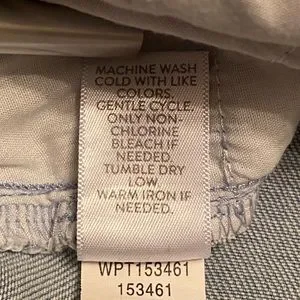 MACHINE WASH
COLD WITH LIKE
COLORS,
GENTLE CYCLE.
ONLY NON-
CHLORINE
BLEACH IF
NEEDED.
TUMBLE DRY
LOW.
WARM IRON IF
NEEDED.
WPT153461
153461